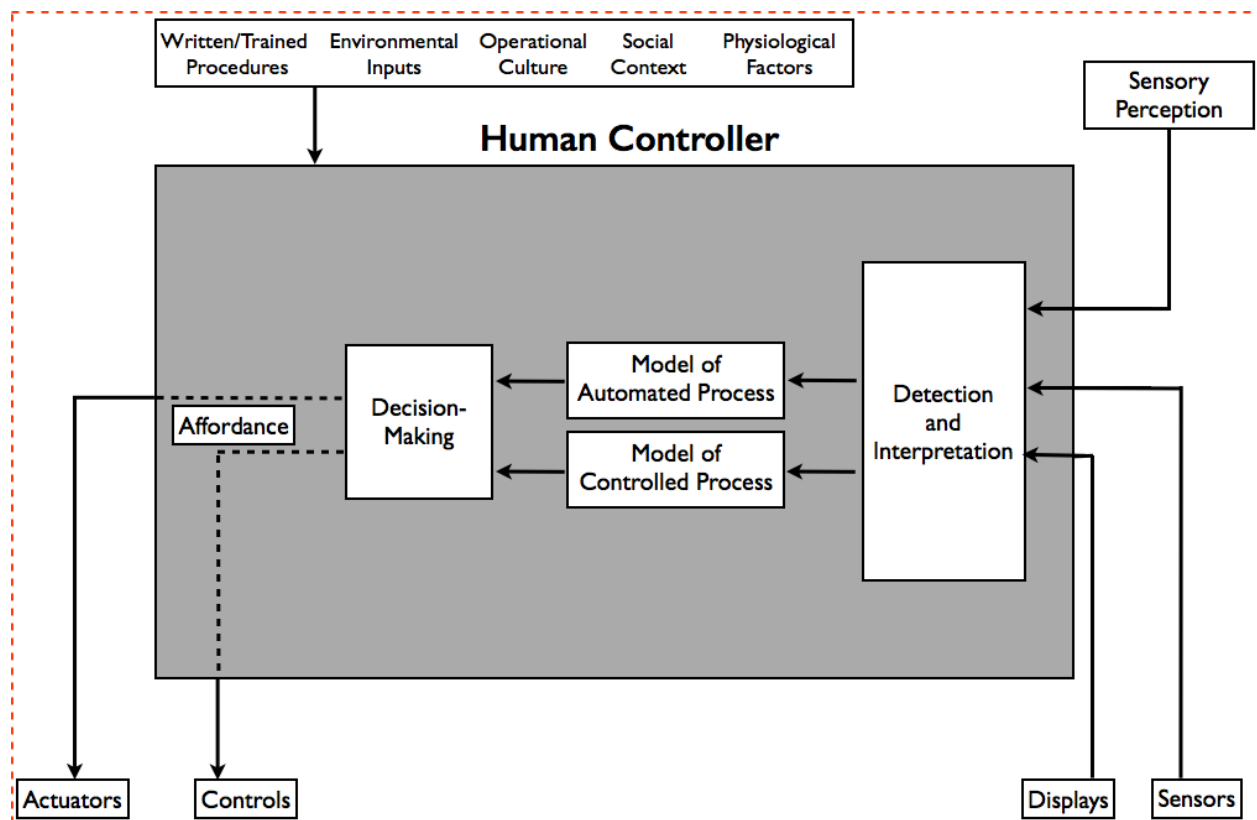 Written/Trained
Procedures
Environmental
Inputs
Operational
Culture
Social
Context
Physiological
Factors
Sensory
Perception
Human Controller
Model of
Automated Process
Decision-
Making
Affordance
Detection
and
Interpretation
Model of
Controlled Process
Actuators
Controls
Displays
Sensors